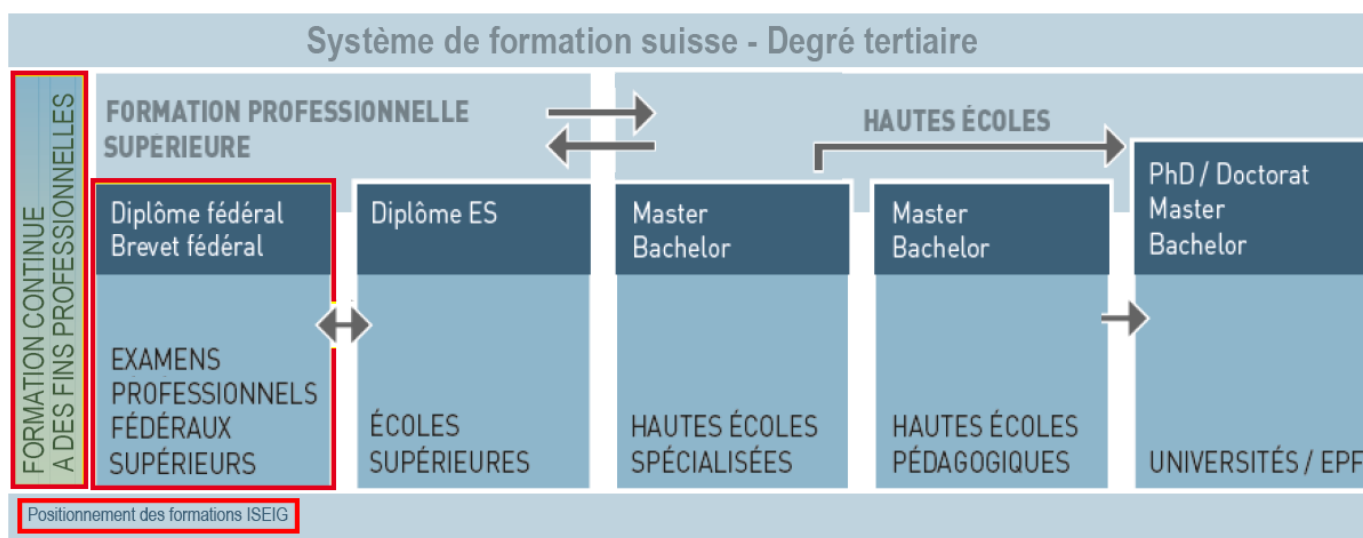 Système de formation suisse - Degré tertiaire
FORMATION CONTINUE
A DES FINS PROFESSIONNELLES
FORMATION PROFESSIONNELLE
SUPÉRIEURE
HAUTES ÉCOLES
Diplôme fédéral
Brevet fédéral
EXAMENS
PROFESSIONNELS
FÉDÉRAUX
SUPÉRIEURS
Diplôme ES
ÉCOLES
SUPÉRIEURES
Master
Bachelor
HAUTES ÉCOLES
SPÉCIALISÉES
Master
Bachelor
HAUTES ÉCOLES
PÉDAGOGIQUES
PhD / Doctorat
Master
Bachelor
UNIVERSITÉS / EPF
Positionnement des formations ISEIG